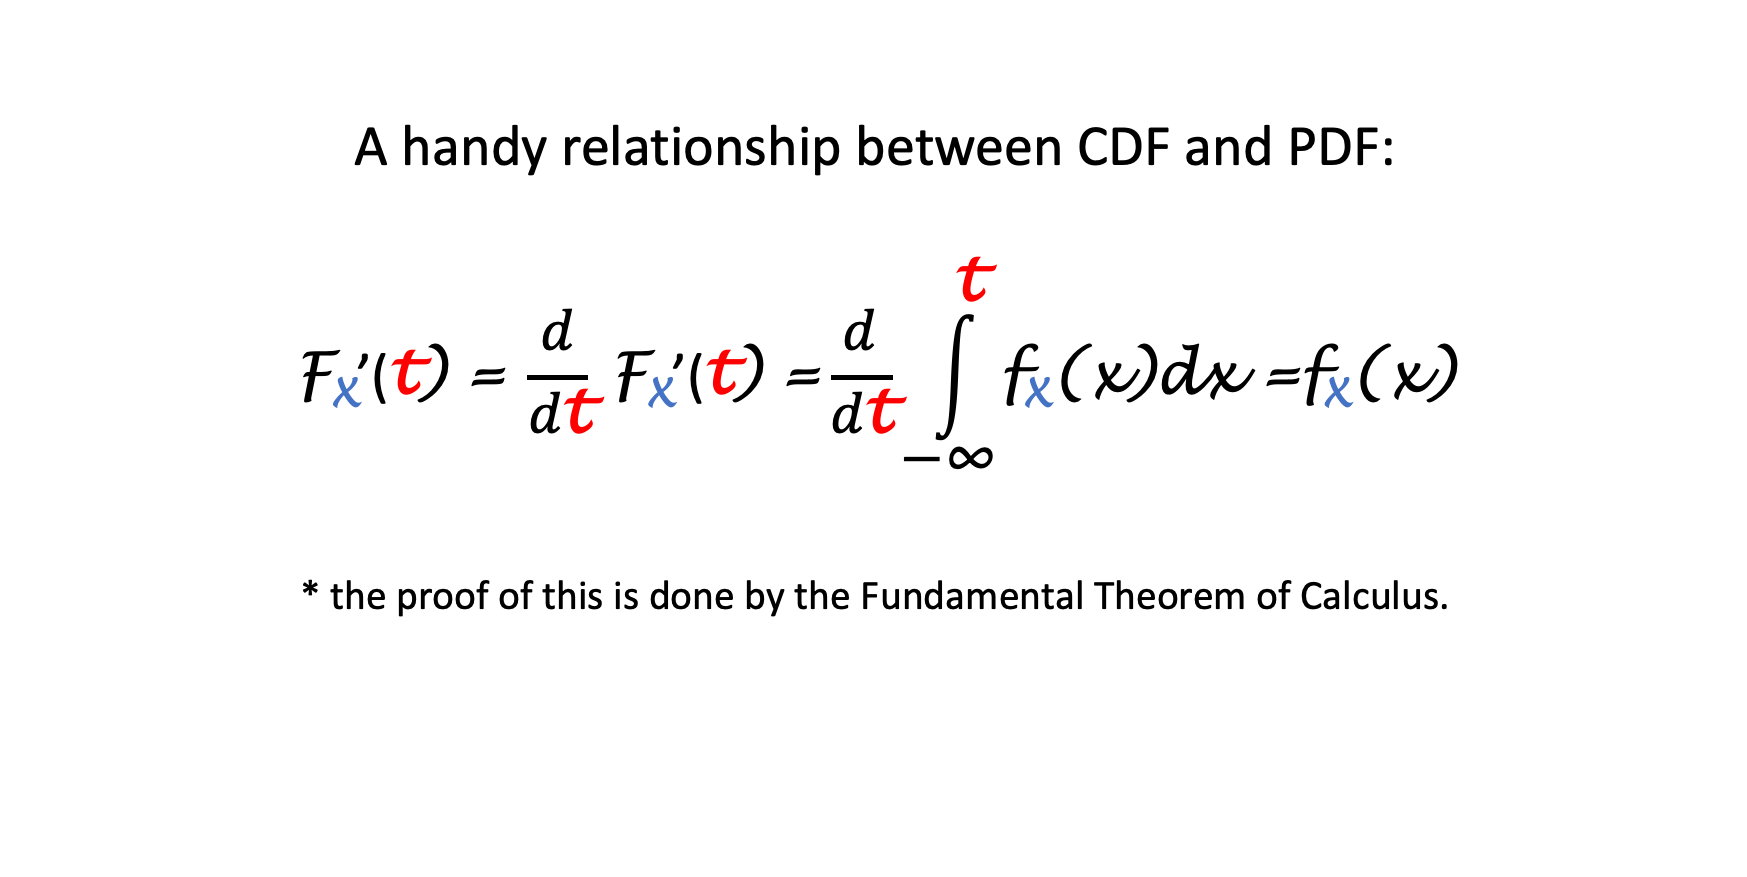 A handy relationship between CDF and PDF:
Fₓ'(t) = d/dt Fₓ'(t) = d/dt ∫_{-∞}^{t} fₓ(x)dx =fₓ(x)
* the proof of this is done by the Fundamental Theorem of Calculus.